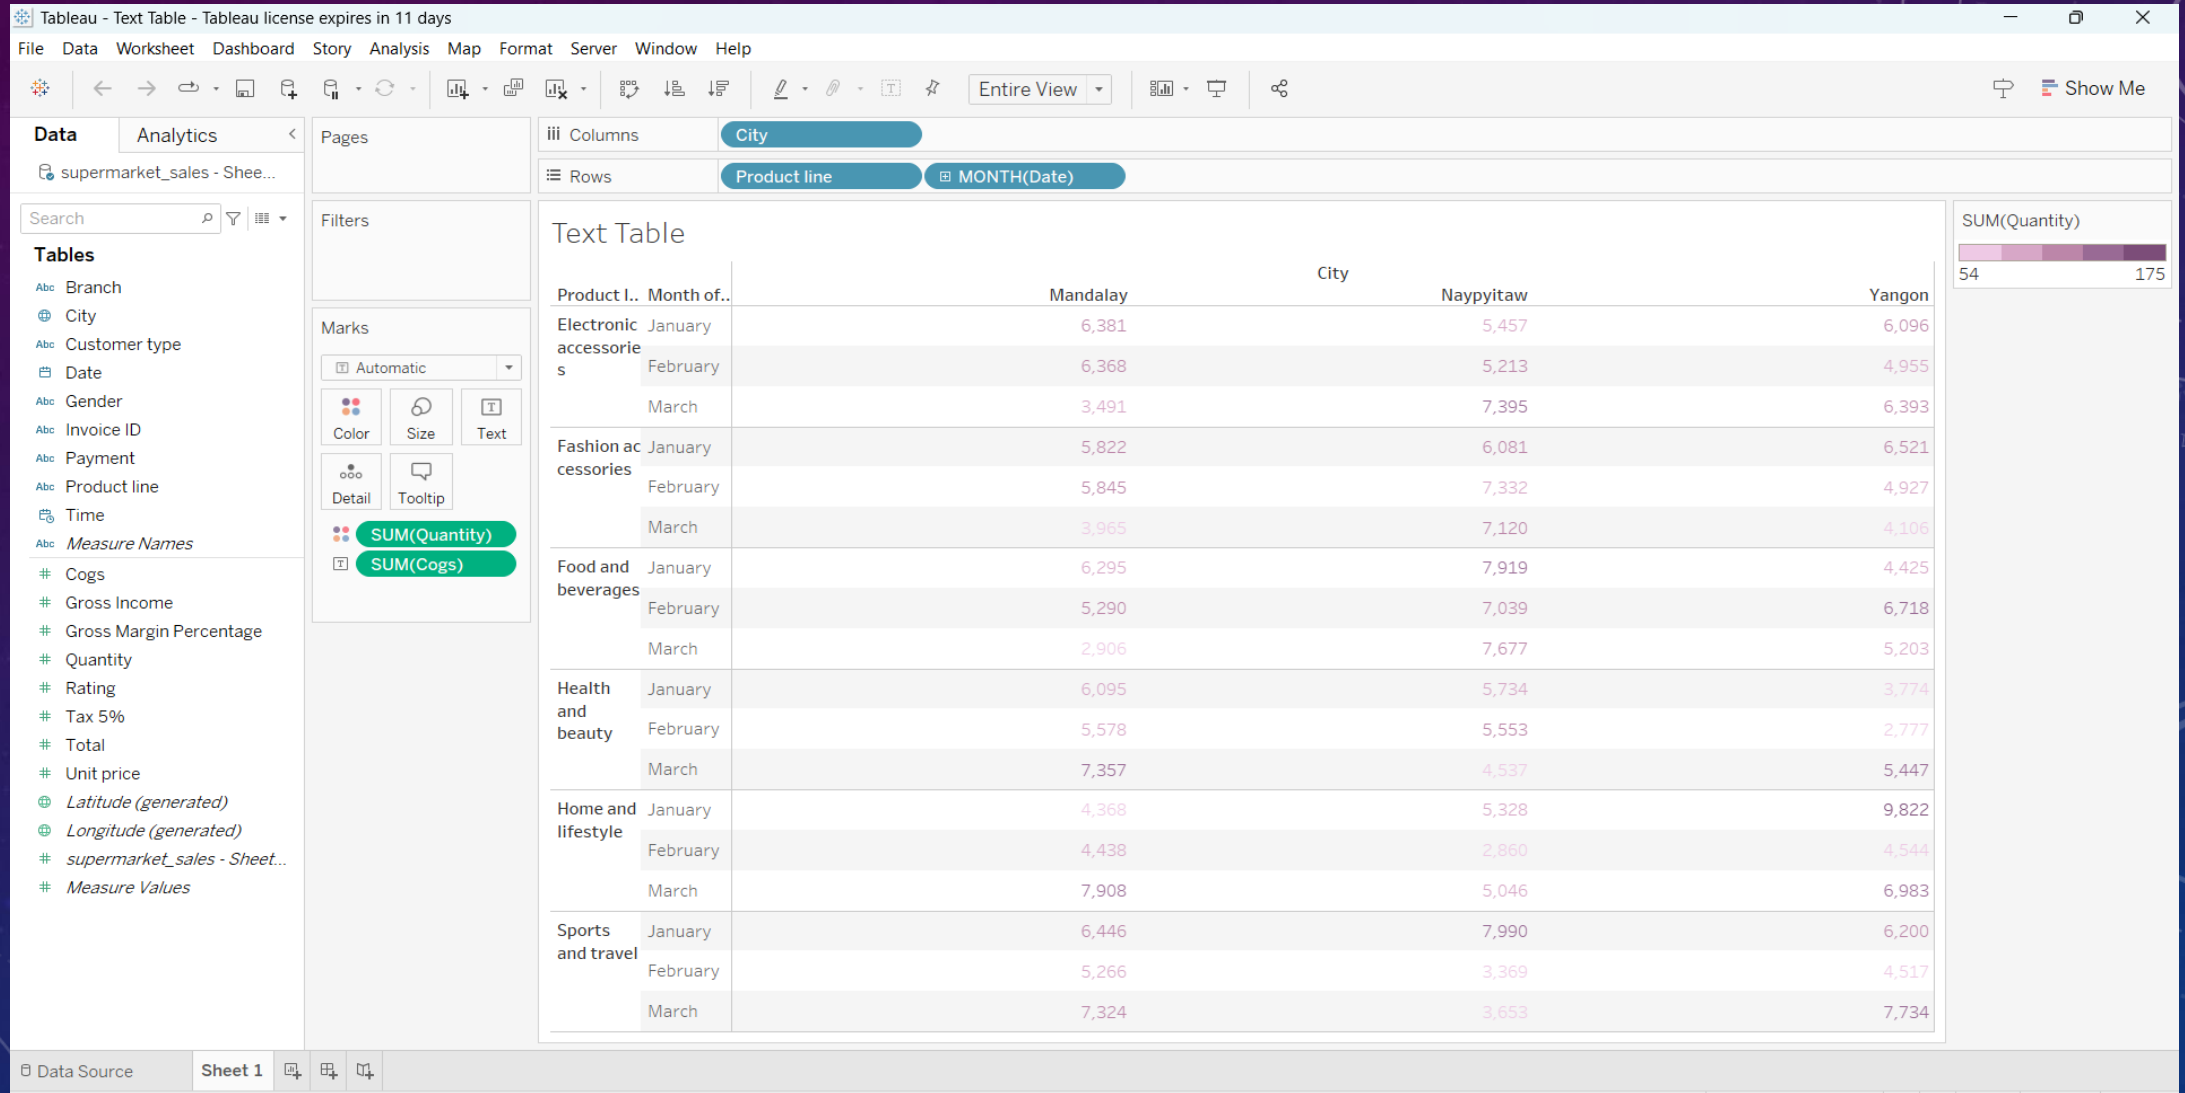 Tableau - Text Table - Tableau license expires in 11 days
File Data Worksheet Dashboard Story Analysis Map Format Server Window Help
Entire View
Show Me
Data Analytics
supermarket_sales - Shee...
Search
Tables
Abc Branch
City
Abc Customer type
Date
Abc Gender
Abc Invoice ID
Abc Payment
Abc Product line
Time
Abc Measure Names
# Cogs
# Gross Income
# Gross Margin Percentage
# Quantity
# Rating
# Tax 5%
# Total
# Unit price
Latitude (generated)
Longitude (generated)
# supermarket_sales - Sheet...
# Measure Values
Pages
Filters
Marks
T Automatic
Color Size T Text
Detail Tooltip
SUM(Quantity)
T SUM(Cogs)
iii Columns City
Rows Product line MONTH(Date)
Text Table
City
Product l.. Month of.. Mandalay Naypyitaw Yangon
Electronic January 6,381 5,457 6,096
accessorie
s February 6,368 5,213 4,955
March 3,491 7,395 6,393
Fashion ac January 5,822 6,081 6,521
cessories
February 5,845 7,332 4,927
March 3,965 7,120 4,106
Food and January 6,295 7,919 4,425
beverages
February 5,290 7,039 6,718
March 2,906 7,677 5,203
Health January 6,095 5,734 3,774
and
beauty February 5,578 5,553 2,777
March 7,357 4,537 5,447
Home and January 4,368 5,328 9,822
lifestyle
February 4,438 2,860 4,544
March 7,908 5,046 6,983
Sports January 6,446 7,990 6,200
and travel
February 5,266 3,369 4,517
March 7,324 3,653 7,734
SUM(Quantity)
54 175
Data Source Sheet 1